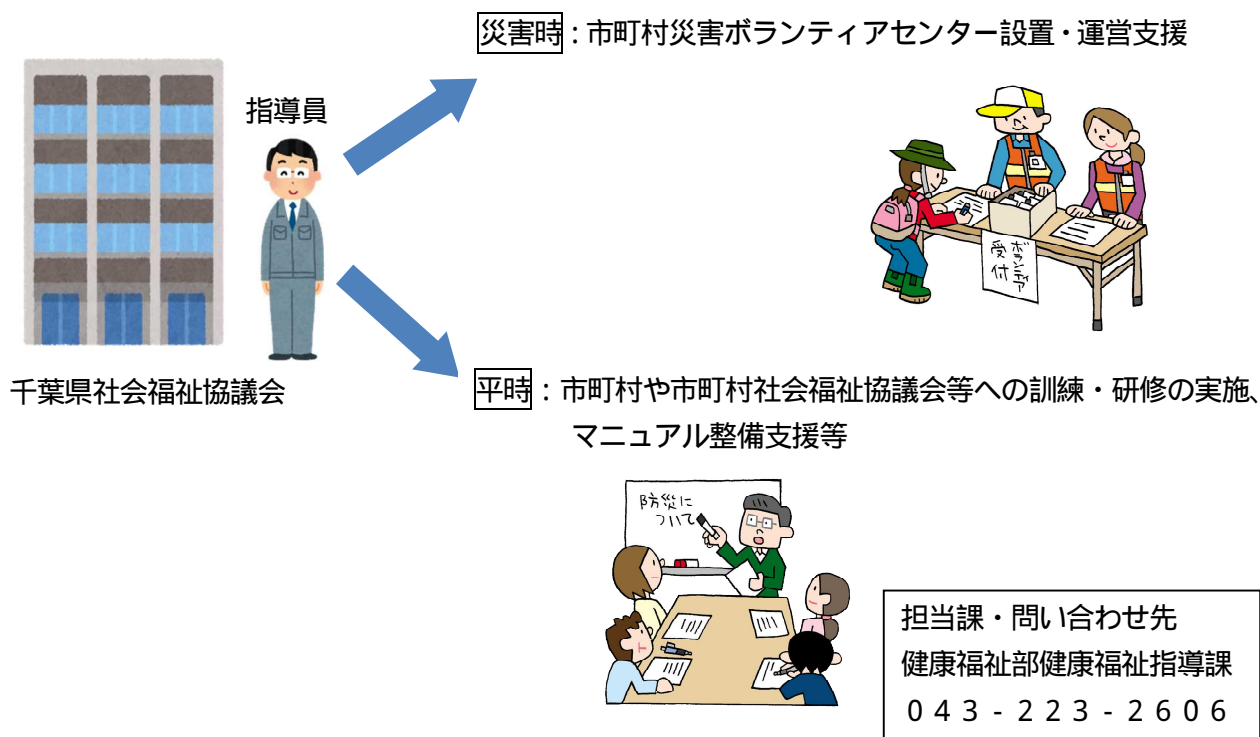 災害時：市町村災害ボランティアセンター設置・運営支援
指導員
ボランティア
受付
千葉県社会福祉協議会
平時：市町村や市町村社会福祉協議会等への訓練・研修の実施、
マニュアル整備支援等
防災に
ついて
担当課・問い合わせ先
健康福祉部健康福祉指導課
０４３-２２３-２６０６